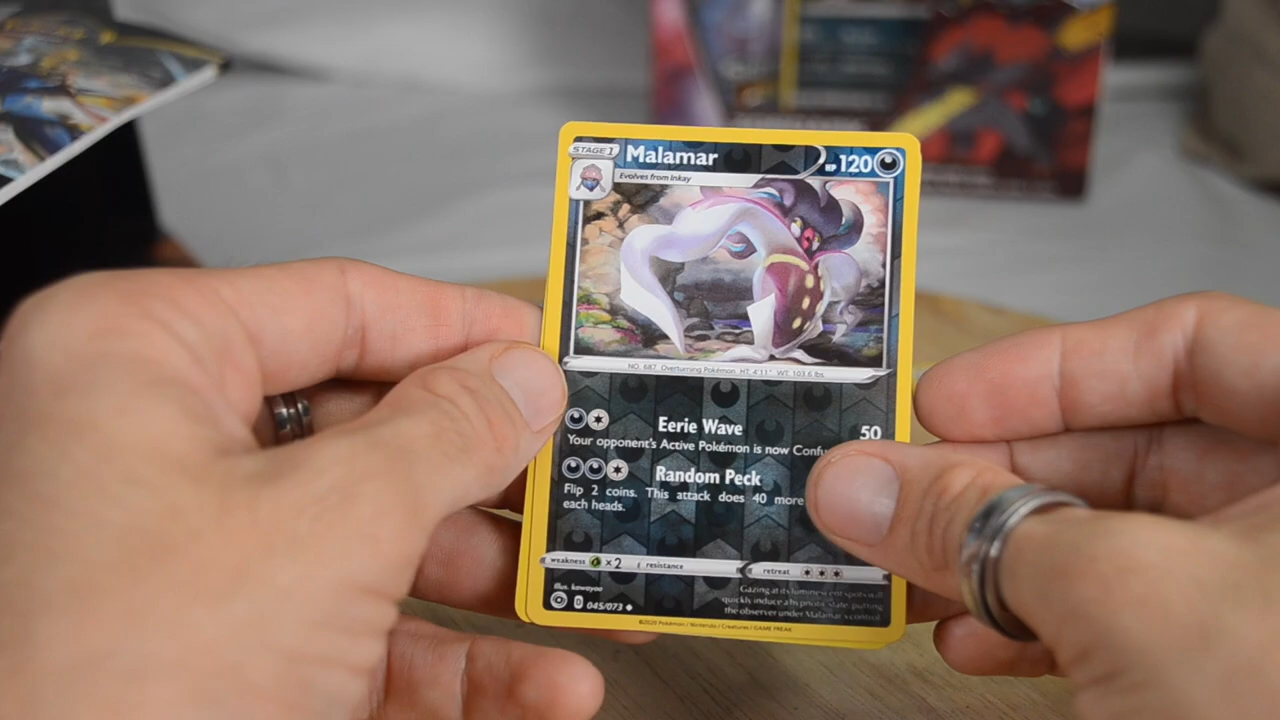 STAGE 1 Malamar HP 120
Evolves from Inkay
NO. 687 Overturning Pokémon HT: 4'11" WT: 103.6 lbs.
Eerie Wave 50
Your opponent's Active Pokémon is now
Random Peck
Flip 2 coins. This attack does 40 more
each heads.
weakness ×2 resistance retreat
Illus. kawayoo
D 045/073
Gazing at its luminescent spots will
quickly induce a hypnotic state, putting
the observer under Malamar's control.
©2020 Pokémon / Nintendo / Creatures / GAME FREAK